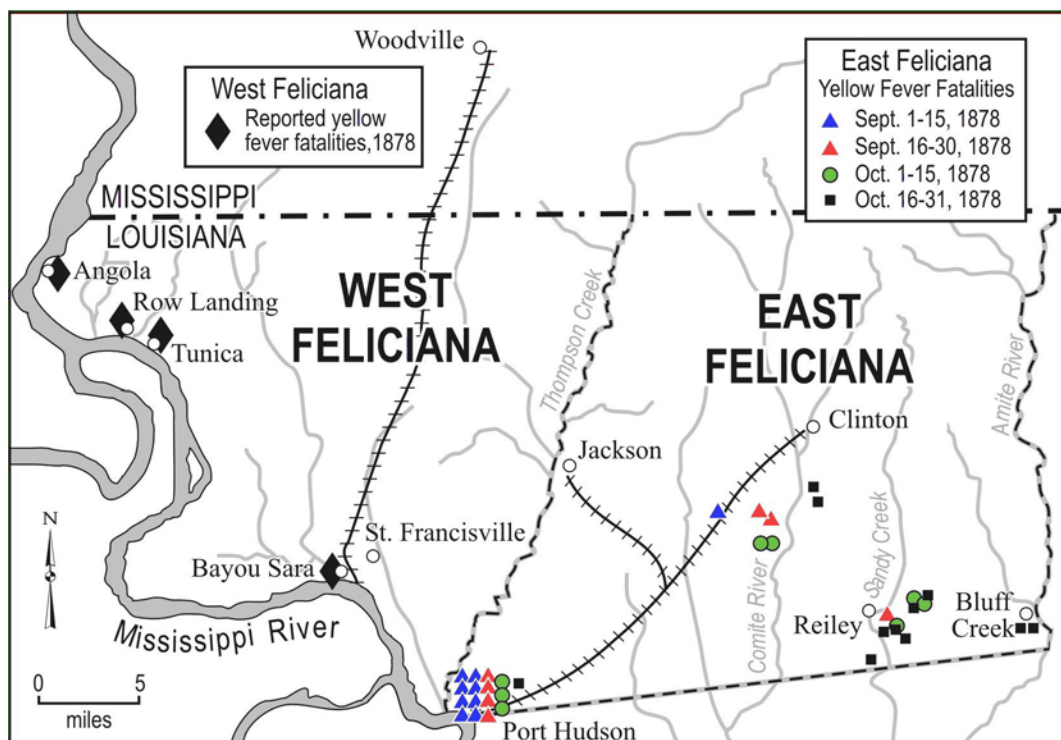 Woodville
West Feliciana
Reported yellow
fever fatalities,1878
East Feliciana
Yellow Fever Fatalities
Sept. 1-15, 1878
Sept. 16-30, 1878
Oct. 1-15, 1878
Oct. 16-31, 1878
MISSISSIPPI
LOUISIANA
Angola
Row Landing
Tunica
WEST
FELICIANA
EAST
FELICIANA
Thompson Creek
Amite River
Clinton
Jackson
N
St. Francisville
Bayou Sara
Mississippi River
Comite River
Sandy Creek
Reiley
Bluff
Creek
0 5
miles
Port Hudson